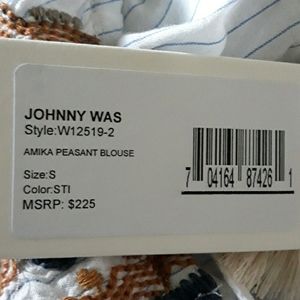 JOHNNY WAS
Style:W12519-2
AMIKA PEASANT BLOUSE
Size:S
Color:STI
MSRP: $225
7 04164 87426 1